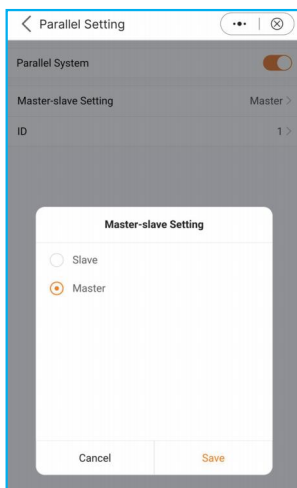 Parallel Setting
Parallel System
Master-slave Setting Master >
ID 1 >
Master-slave Setting
Slave
Master
Cancel Save